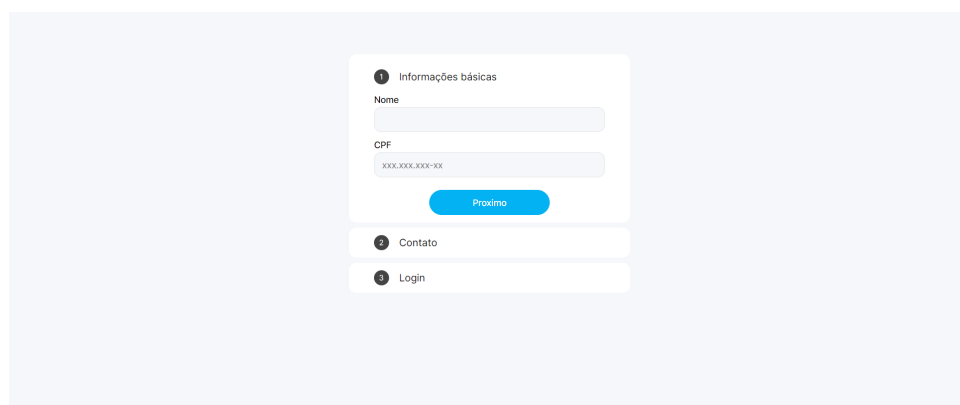 1 Informações básicas
Nome
CPF
xxx.xxx.xxx-xx
Proximo
2 Contato
3 Login